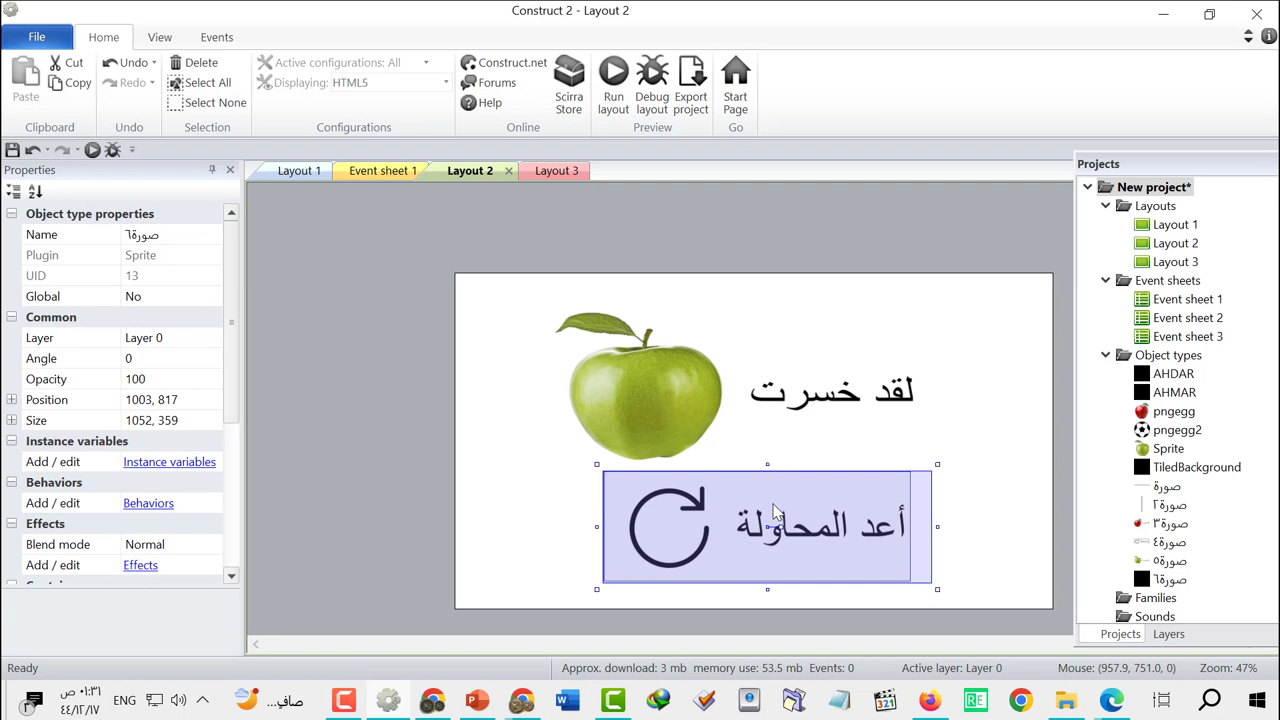 Construct 2 - Layout 2
File
Home
View
Events
Paste
Cut
Copy
Clipboard
Undo
Redo
Undo
Delete
Select All
Select None
Selection
Active configurations: All
Displaying: HTML5
Configurations
Construct.net
Forums
Help
Scirra Store
Online
Run layout
Debug layout
Export project
Preview
Start Page
Go
Properties
Layout 1
Event sheet 1
Layout 2
Layout 3
Object type properties
Name صورة٦
Plugin Sprite
UID 13
Global No
Common
Layer Layer 0
Angle 0
Opacity 100
Position 1003, 817
Size 1052, 359
Instance variables
Add / edit Instance variables
Behaviors
Add / edit Behaviors
Effects
Blend mode Normal
Add / edit Effects
لقد خسرت
أعد المحاولة
Projects
New project*
Layouts
Layout 1
Layout 2
Layout 3
Event sheets
Event sheet 1
Event sheet 2
Event sheet 3
Object types
AHDAR
AHMAR
pngegg
pngegg2
Sprite
TiledBackground
صورة
صورة٢
صورة٣
صورة٤
صورة٥
صورة٦
Families
Sounds
Projects
Layers
Ready
Approx. download: 3 mb memory use: 53.5 mb Events: 0
Active layer: Layer 0
Mouse: (957.9, 751.0, 0)
Zoom: 47%
٠١:٣١ ص
٤٤/١٢/١٧
ENG
صاف
321
RE